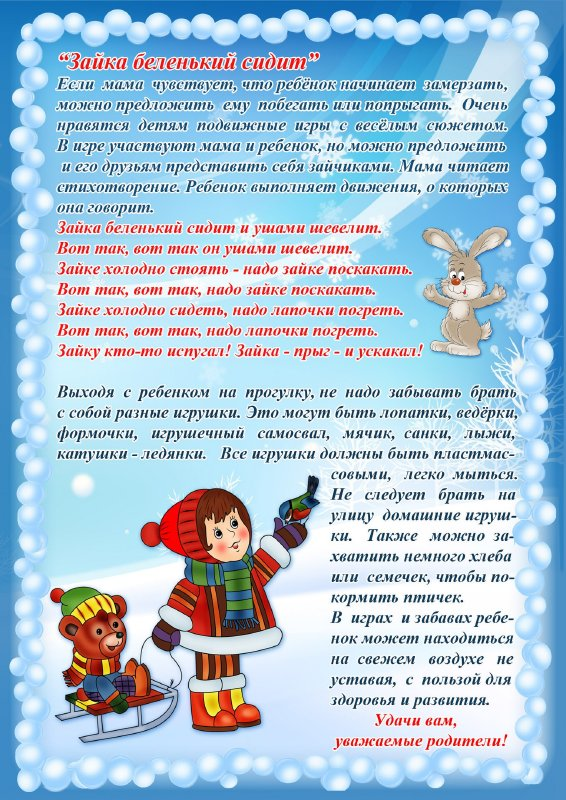 “Зайка беленький сидит”
Если мама чувствует, что ребёнок начинает замерзать,
можно предложить ему побегать или попрыгать. Очень
нравятся детям подвижные игры с весёлым сюжетом.
В игре участвуют мама и ребенок, но можно предложить
и его друзьям представить себя зайчиками. Мама читает
стихотворение. Ребенок выполняет движения, о которых
она говорит.
Зайка беленький сидит и ушами шевелит.
Вот так, вот так он ушами шевелит.
Зайке холодно стоять - надо зайке поскакать.
Вот так, вот так, надо зайке поскакать.
Зайке холодно сидеть, надо лапочки погреть.
Вот так, вот так, надо лапочки погреть.
Зайку кто-то испугал! Зайка - прыг - и ускакал!
Выходя с ребенком на прогулку, не надо забывать брать
с собой разные игрушки. Это могут быть лопатки, ведёрки,
формочки, игрушечный самосвал, мячик, санки, лыжи,
катушки - ледянки. Все игрушки должны быть пластмас-
совыми, легко мыться.
Не следует брать на
улицу домашние игруш-
ки. Также можно за-
хватить немного хлеба
или семечек, чтобы по-
кормить птичек.
В играх и забавах ребе-
нок может находиться
на свежем воздухе не
уставая, с пользой для
здоровья и развития.
Удачи вам,
уважаемые родители!